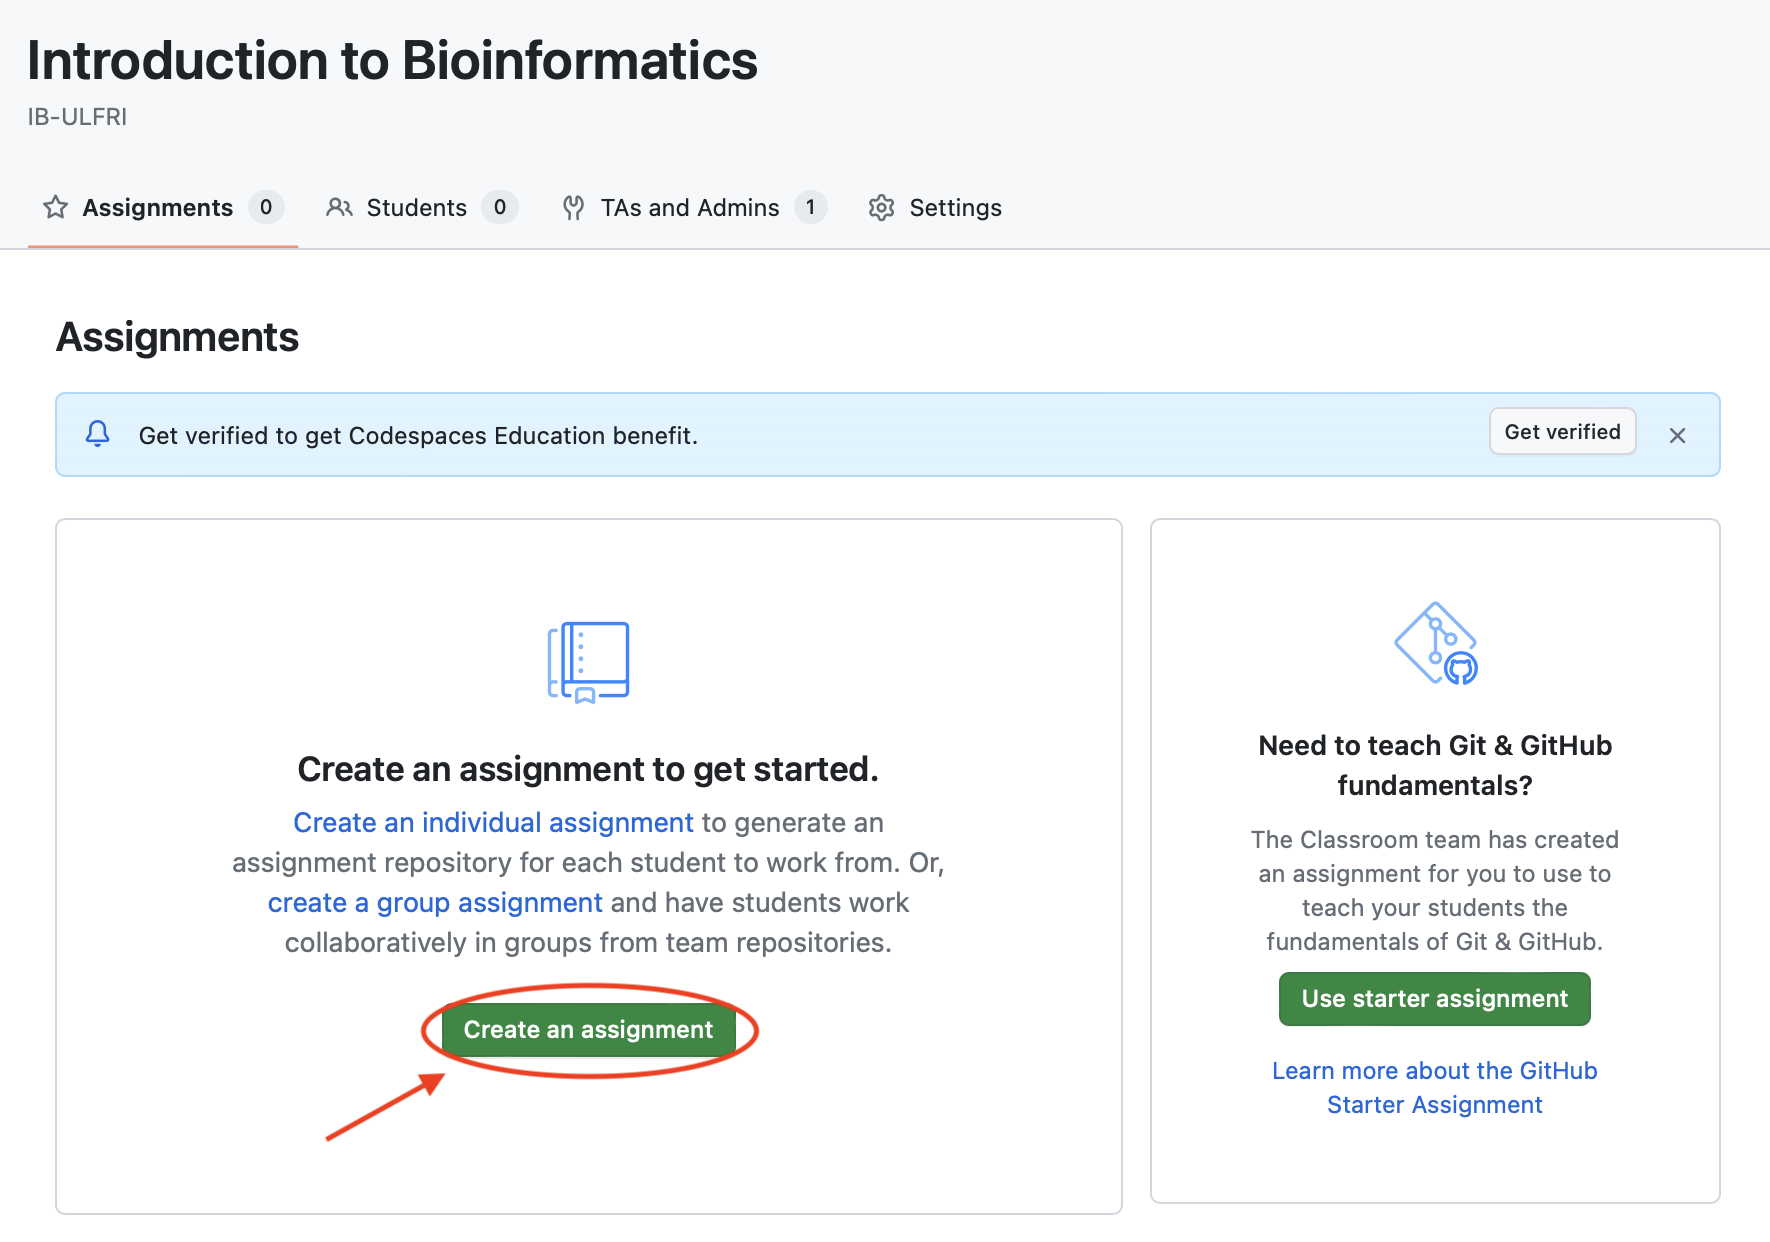 Introduction to Bioinformatics
IB-ULFRI
Assignments 0 Students 0 TAs and Admins 1 Settings
Assignments
Get verified to get Codespaces Education benefit. Get verified
Create an assignment to get started.
Create an individual assignment to generate an
assignment repository for each student to work from. Or,
create a group assignment and have students work
collaboratively in groups from team repositories.
Create an assignment
Need to teach Git & GitHub
fundamentals?
The Classroom team has created
an assignment for you to use to
teach your students the
fundamentals of Git & GitHub.
Use starter assignment
Learn more about the GitHub
Starter Assignment